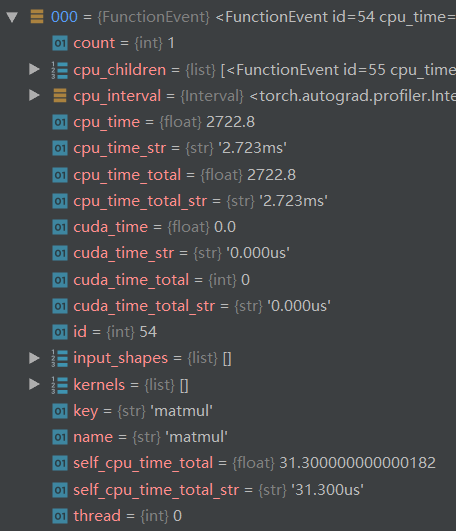 000 = {FunctionEvent} <FunctionEvent id=54 cpu_time=
01 count = {int} 1
cpu_children = {list} [<FunctionEvent id=55 cpu_time
cpu_interval = {Interval} <torch.autograd.profiler.Inte
01 cpu_time = {float} 2722.8
01 cpu_time_str = {str} '2.723ms'
01 cpu_time_total = {float} 2722.8
01 cpu_time_total_str = {str} '2.723ms'
01 cuda_time = {float} 0.0
01 cuda_time_str = {str} '0.000us'
01 cuda_time_total = {int} 0
01 cuda_time_total_str = {str} '0.000us'
01 id = {int} 54
input_shapes = {list} []
kernels = {list} []
01 key = {str} 'matmul'
01 name = {str} 'matmul'
01 self_cpu_time_total = {float} 31.300000000000182
01 self_cpu_time_total_str = {str} '31.300us'
01 thread = {int} 0